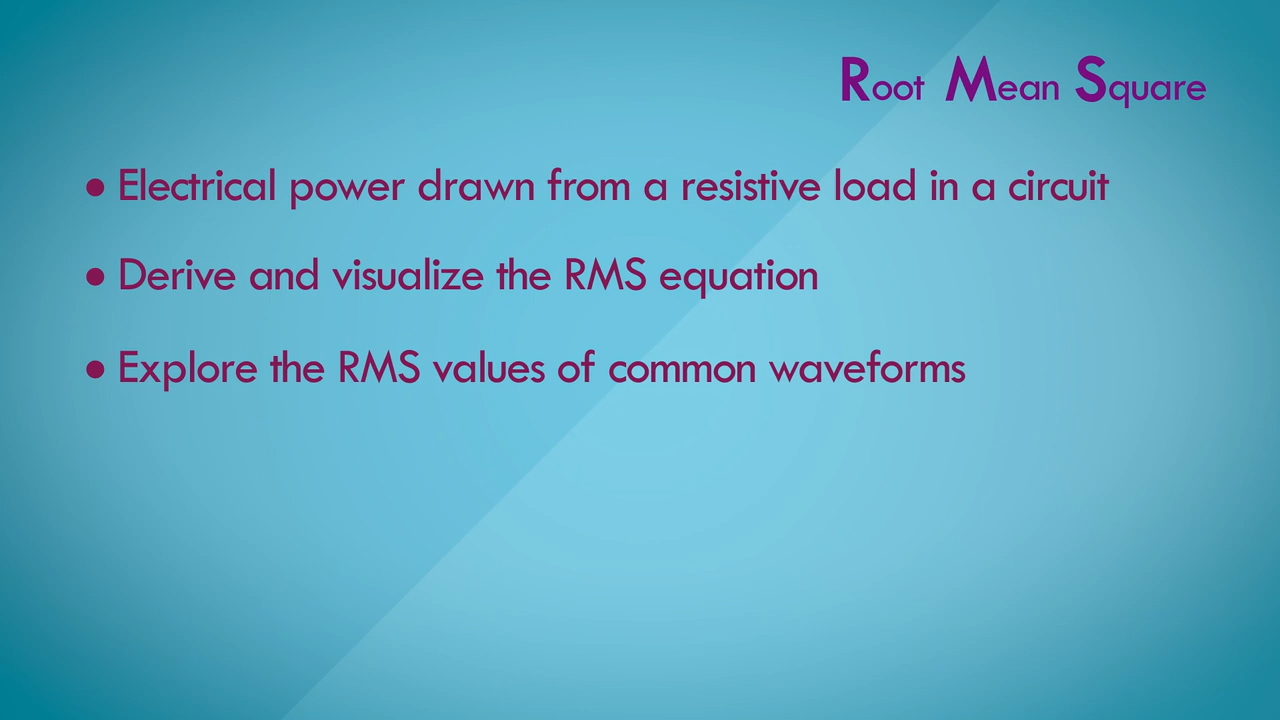 Root Mean Square
● Electrical power drawn from a resistive load in a circuit
● Derive and visualize the RMS equation
● Explore the RMS values of common waveforms